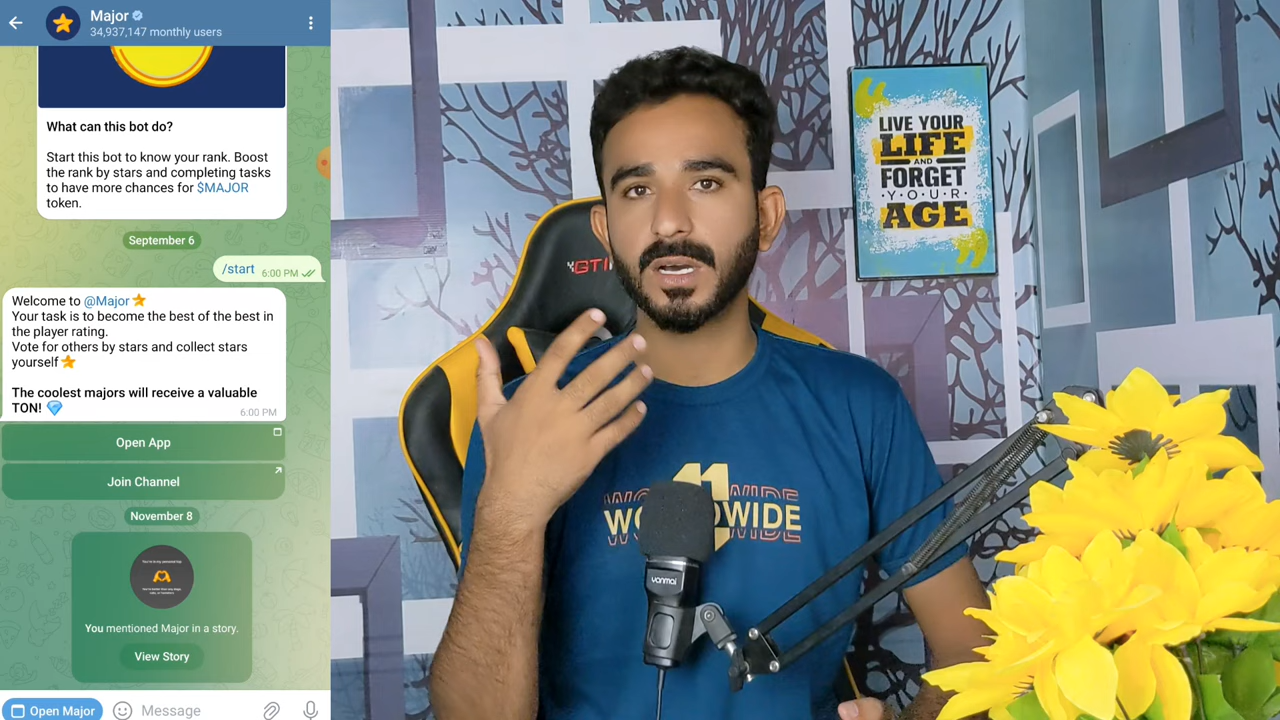 Major
34,937,147 monthly users
What can this bot do?
Start this bot to know your rank. Boost
the rank by stars and completing tasks
to have more chances for $MAJOR
token.
September 6
/start 6:00 PM
Welcome to @Major⭐
Your task is to become the best of the best in
the player rating.
Vote for others by stars and collect stars
yourself⭐
The coolest majors will receive a valuable
TON! 💎
6:00 PM
Open App
Join Channel
November 8
You mentioned Major in a story.
View Story
Open Major
Message
LIVE YOUR
LIFE
AND
FORGET
YOUR
AGE
GTI
11
WORLDWIDE
yanmai